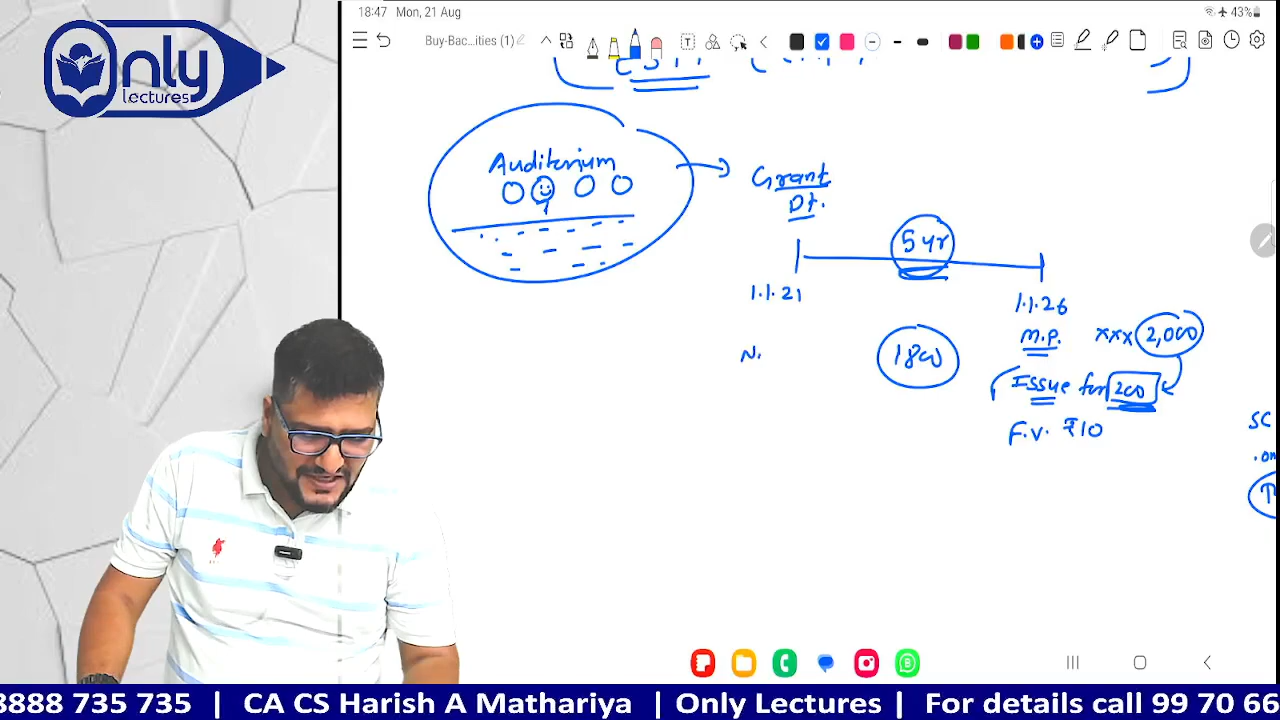 18:47 Mon, 21 Aug
43%
Only
lectures
Buy-Bac...ities (1)
Auditorium
Grant
Dt.
5 yr
1.1.21
1.1.26
M.P. xxx 2,000
N. 1800
Issue for 200
F.V. ₹10
SC
8888 735 735 | CA CS Harish A Mathariya | Only Lectures | For details call 99 70 66